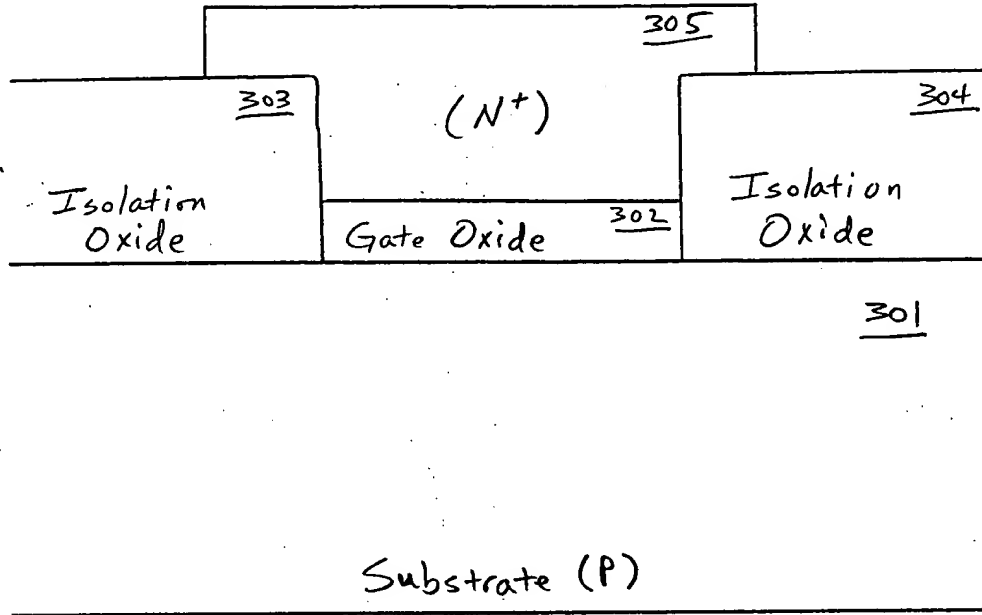 305
303
(N+)
304
Isolation
Oxide
Gate Oxide
302
Isolation
Oxide
301
Substrate (P)